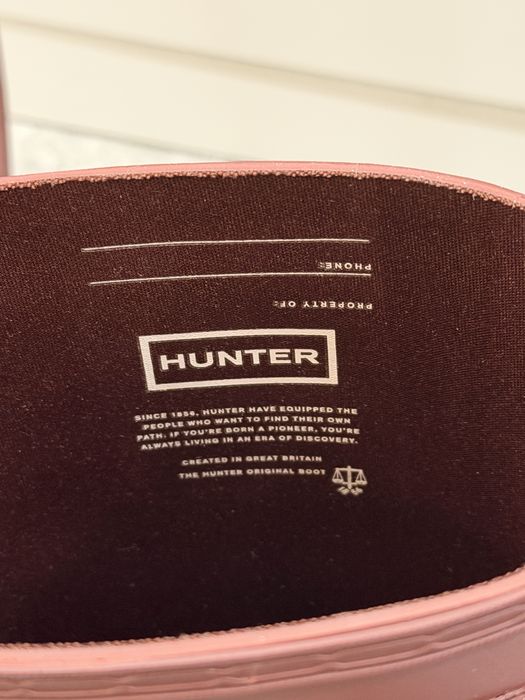 PHONE:
PROPERTY OF:
HUNTER
SINCE 1856, HUNTER HAVE EQUIPPED THE
PEOPLE WHO WANT TO FIND THEIR OWN
PATH. IF YOU'RE BORN A PIONEER, YOU'RE
ALWAYS LIVING IN AN ERA OF DISCOVERY.
CREATED IN GREAT BRITAIN
THE HUNTER ORIGINAL BOOT